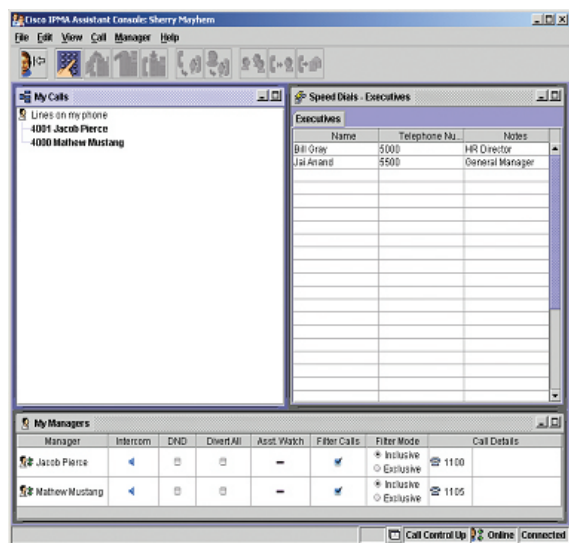 Cisco IPMA Assistant Console: Sherry Mayhem
File Edit View Call Manager Help
My Calls
Lines on my phone
4001 Jacob Pierce
4000 Mathew Mustang
Speed Dials - Executives
Executives
Name Telephone Nu... Notes
Bill Gray 5000 HR Director
Jai Anand 5500 General Manager
My Managers
Manager Intercom DND Divert All Asst. Watch Filter Calls Filter Mode Call Details
Jacob Pierce Inclusive Exclusive 1100
Mathew Mustang Inclusive Exclusive 1105
Call Control Up Online Connected